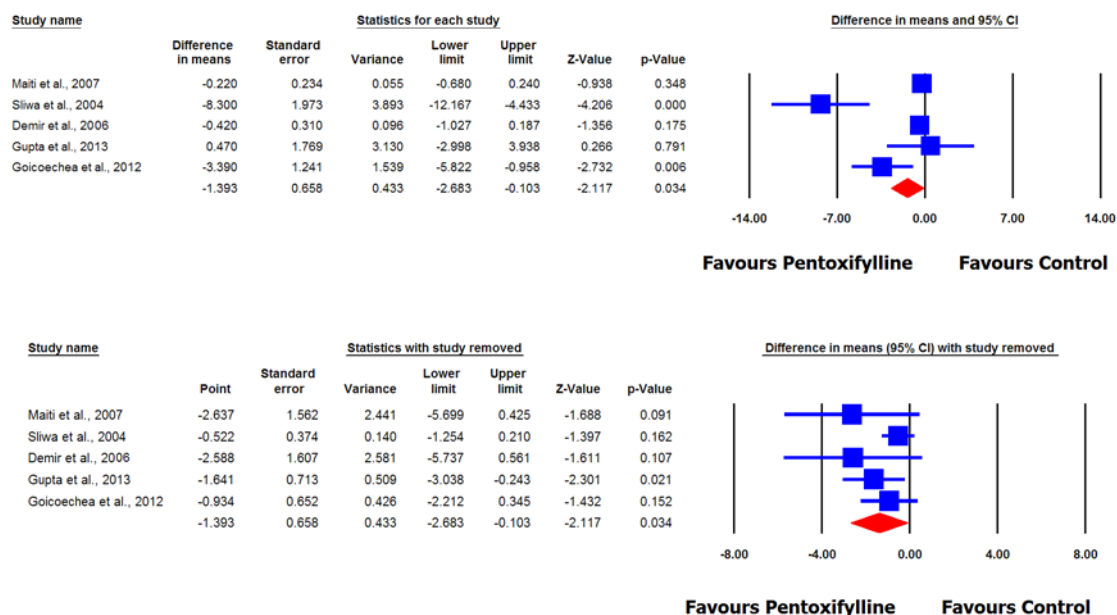 Study name Statistics for each study Difference in means and 95% CI
Difference in means Standard error Variance Lower limit Upper limit Z-Value p-Value
Maiti et al., 2007 -0.220 0.234 0.055 -0.680 0.240 -0.938 0.348
Sliwa et al., 2004 -8.300 1.973 3.893 -12.167 -4.433 -4.206 0.000
Demir et al., 2006 -0.420 0.310 0.096 -1.027 0.187 -1.356 0.175
Gupta et al., 2013 0.470 1.769 3.130 -2.998 3.938 0.266 0.791
Goicoechea et al., 2012 -3.390 1.241 1.539 -5.822 -0.958 -2.732 0.006
-1.393 0.658 0.433 -2.683 -0.103 -2.117 0.034
-14.00 -7.00 0.00 7.00 14.00
Favours Pentoxifylline Favours Control
Study name Statistics with study removed Difference in means (95% CI) with study removed
Point Standard error Variance Lower limit Upper limit Z-Value p-Value
Maiti et al., 2007 -2.637 1.562 2.441 -5.699 0.425 -1.688 0.091
Sliwa et al., 2004 -0.522 0.374 0.140 -1.254 0.210 -1.397 0.162
Demir et al., 2006 -2.588 1.607 2.581 -5.737 0.561 -1.611 0.107
Gupta et al., 2013 -1.641 0.713 0.509 -3.038 -0.243 -2.301 0.021
Goicoechea et al., 2012 -0.934 0.652 0.426 -2.212 0.345 -1.432 0.152
-1.393 0.658 0.433 -2.683 -0.103 -2.117 0.034
-8.00 -4.00 0.00 4.00 8.00
Favours Pentoxifylline Favours Control